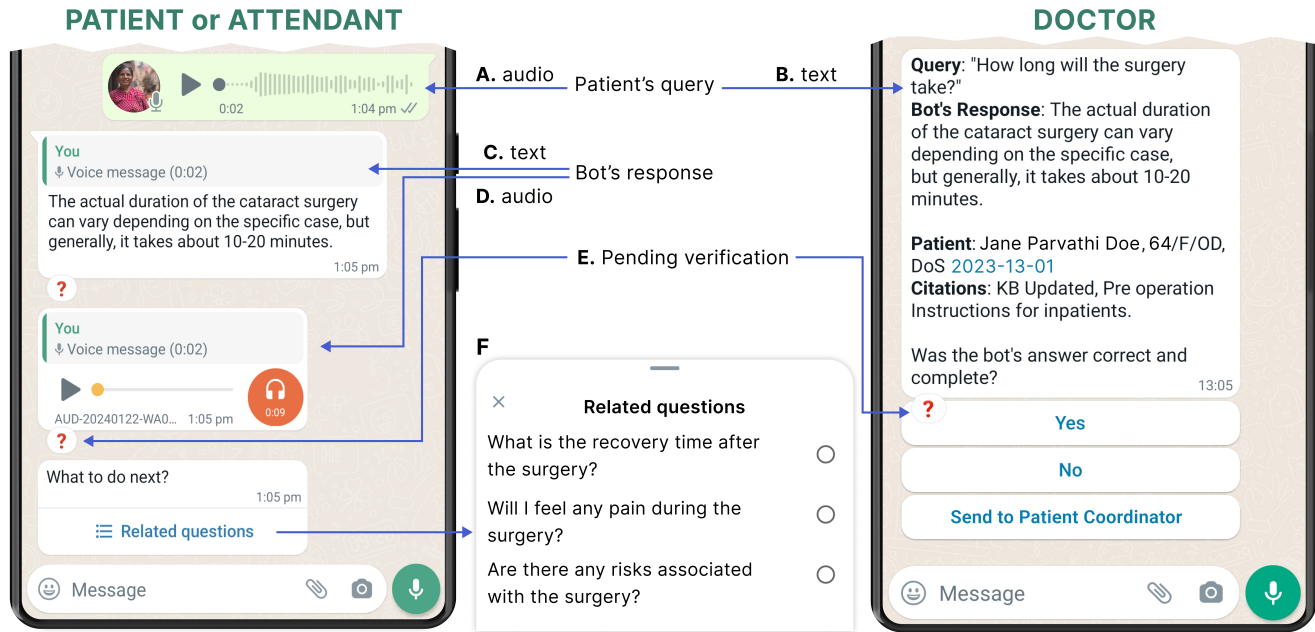 PATIENT or ATTENDANT
0:02
1:04 pm
You
Voice message (0:02)
The actual duration of the cataract surgery
can vary depending on the specific case, but
generally, it takes about 10-20 minutes.
1:05 pm
?
You
Voice message (0:02)
0:09
AUD-20240122-WA0... 1:05 pm
?
What to do next?
1:05 pm
Related questions
Message
A. audio
Patient's query
B. text
C. text
Bot's response
D. audio
E. Pending verification
F
Related questions
What is the recovery time after
the surgery?
Will I feel any pain during the
surgery?
Are there any risks associated
with the surgery?
DOCTOR
Query: "How long will the surgery
take?"
Bot's Response: The actual duration
of the cataract surgery can vary
depending on the specific case,
but generally, it takes about 10-20
minutes.
Patient: Jane Parvathi Doe, 64/F/OD,
DoS 2023-13-01
Citations: KB Updated, Pre operation
Instructions for inpatients.
Was the bot's answer correct and
complete?
13:05
?
Yes
No
Send to Patient Coordinator
Message